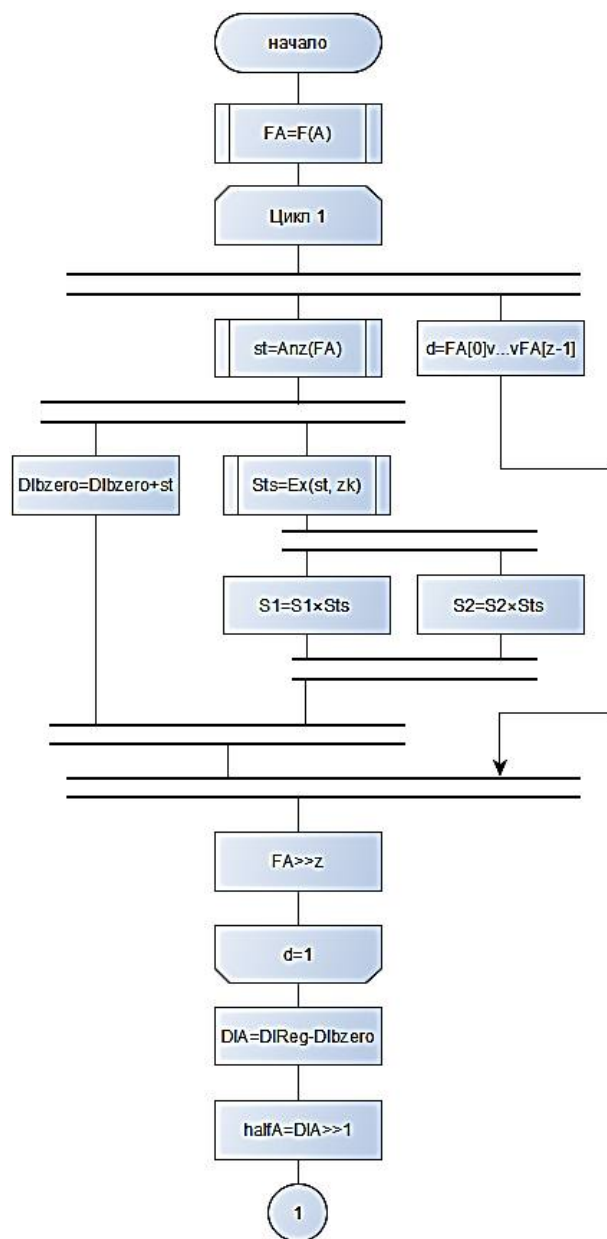 начало
FA=F(A)
Цикл 1
st=Anz(FA)
d=FA[0]v...vFA[z-1]
Dlbzero=Dlbzero+st
Sts=Ex(st, zk)
S1=S1×Sts
S2=S2×Sts
FA>>z
d=1
DlA=DlReg-Dlbzero
halfA=DlA>>1
1